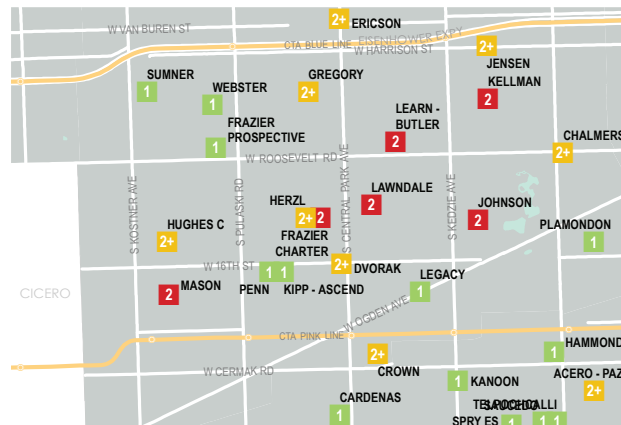 W VAN BUREN ST
2+
ERICSON
CTA BLUE LINE
EISENHOWER EXPY
W HARRISON ST
2+
JENSEN
SUMNER
1
WEBSTER
1
GREGORY
2+
KELLMAN
2
LEARN -
BUTLER
2
FRAZIER
PROSPECTIVE
1
CHALMERS
2+
W ROOSEVELT RD
S KOSTNER AVE
S PULASKI RD
S CENTRAL PARK AVE
S KEDZIE AVE
HERZL
2+
2
FRAZIER
CHARTER
LAWNDALE
2
JOHNSON
2
HUGHES C
2+
PLAMONDON
1
W 16TH ST
1
1
PENN
KIPP - ASCEND
2+
DVORAK
LEGACY
1
CICERO
MASON
2
W OGDEN AVE
CTA PINK LINE
HAMMOND
1
W CERMAK RD
2+
CROWN
1
KANOON
ACERO - PAZ
2+
CARDENAS
1
SAUCEDO
SPRY ES
1
1
1